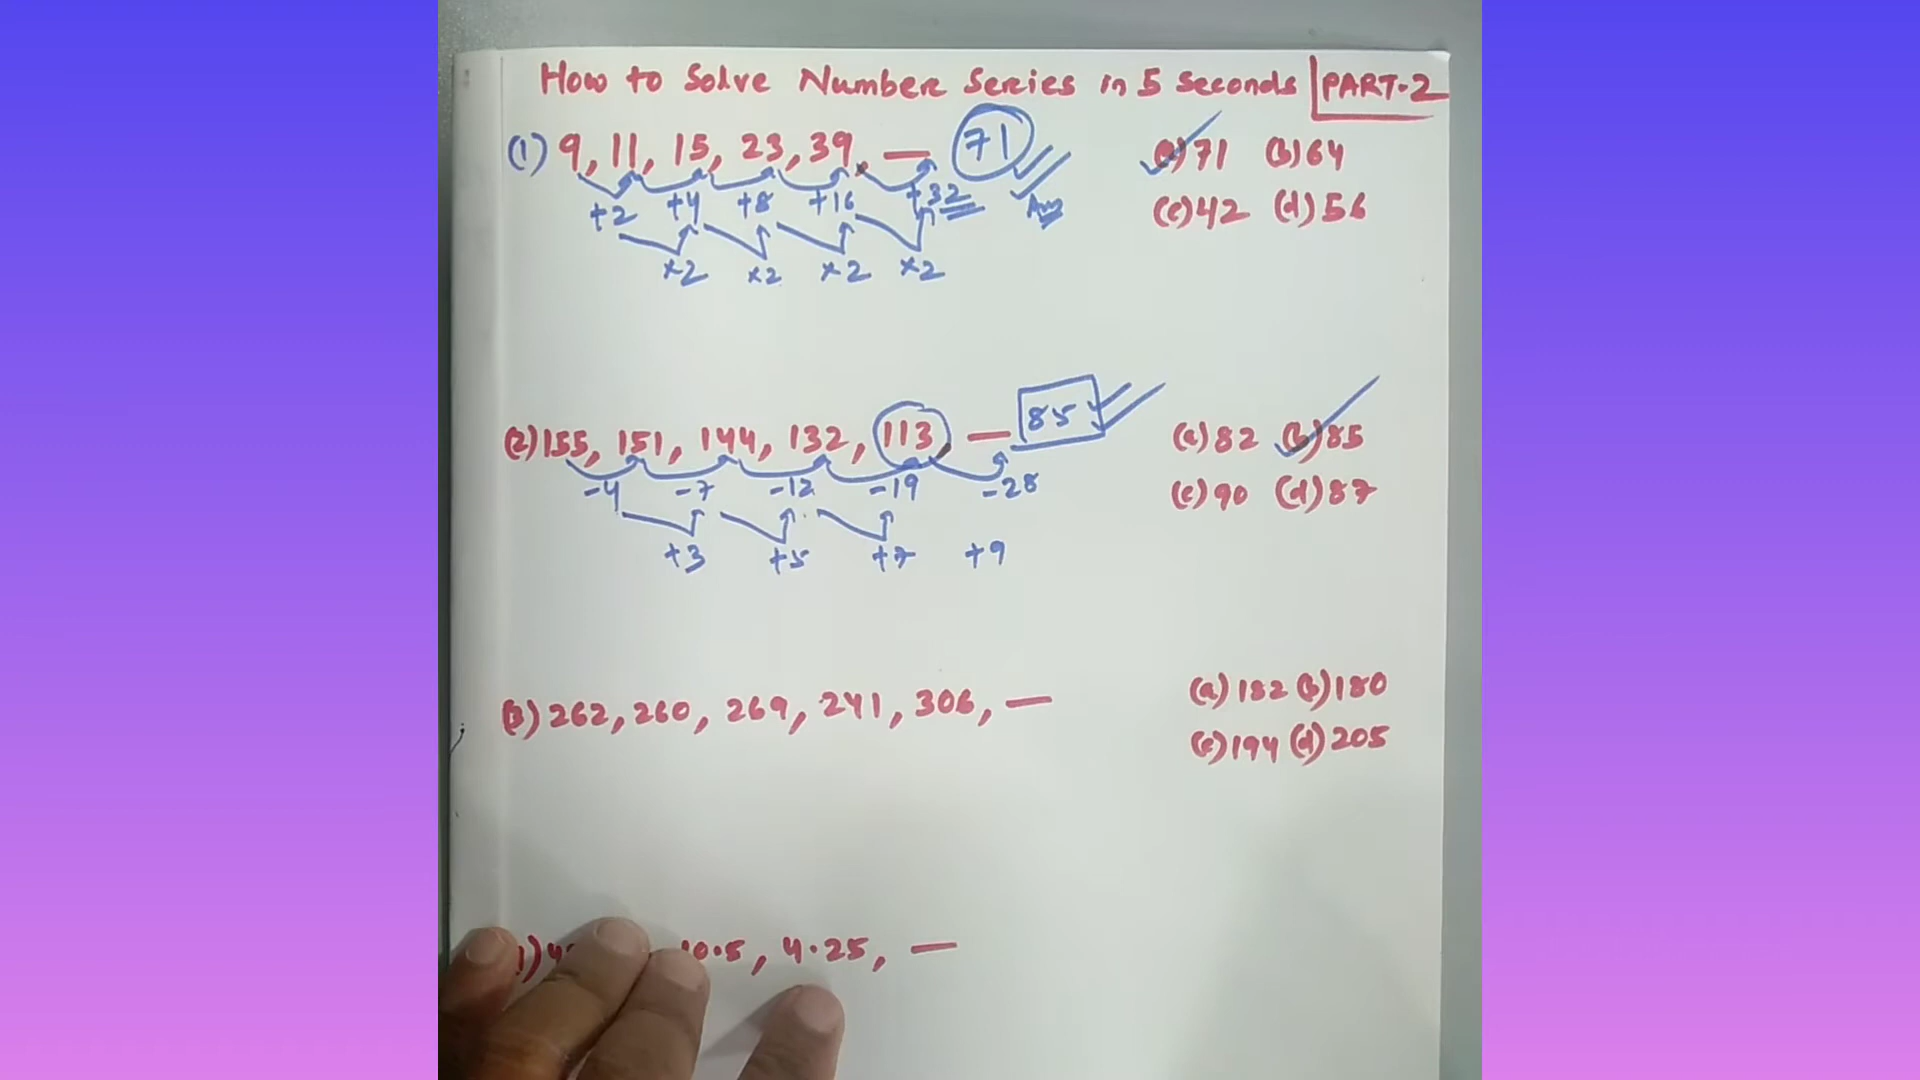 How to Solve Number Series in 5 Seconds PART-2
(1) 9, 11, 15, 23, 39, — 71 (a) 71 (b) 64
+2 +4 +8 +16 +32 Ans (c) 42 (d) 56
×2 ×2 ×2 ×2
(2) 155, 151, 144, 132, 113, — 85 (a) 82 (b) 85
-4 -7 -12 -19 -28 (c) 90 (d) 87
+3 +5 +7 +9
(3) 262, 260, 269, 241, 306, — (a) 182 (b) 180
(c) 194 (d) 205
0.5, 4.25, —